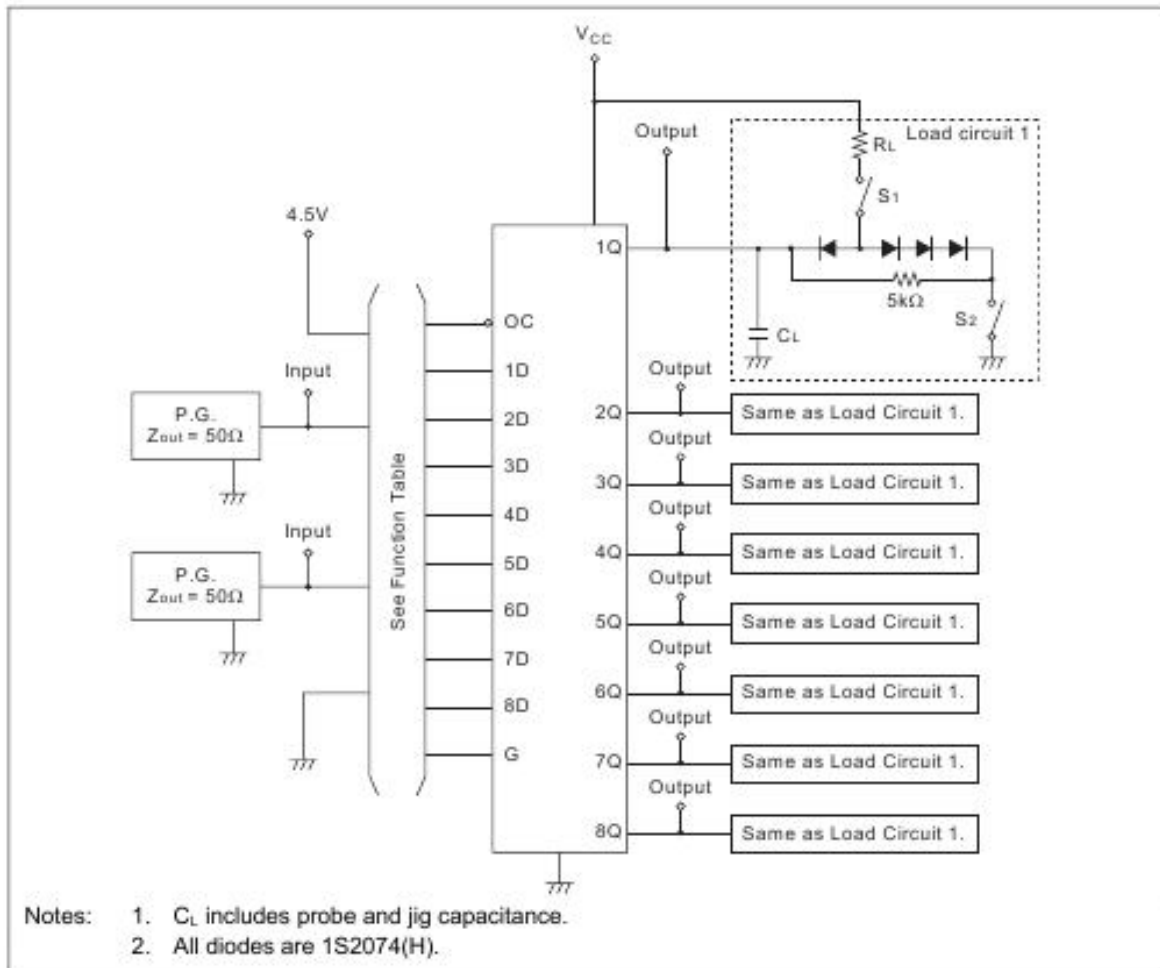 VCC
Output
Load circuit 1
RL
S1
4.5V
1Q
5kΩ
S2
CL
OC
1D
2D
3D
4D
5D
6D
7D
8D
G
Input
P.G.
Zout = 50Ω
Input
P.G.
Zout = 50Ω
See Function Table
Output
2Q
Same as Load Circuit 1.
Output
3Q
Same as Load Circuit 1.
Output
4Q
Same as Load Circuit 1.
Output
5Q
Same as Load Circuit 1.
Output
6Q
Same as Load Circuit 1.
Output
7Q
Same as Load Circuit 1.
Output
8Q
Same as Load Circuit 1.
Notes: 1. CL includes probe and jig capacitance.
2. All diodes are 1S2074(H).